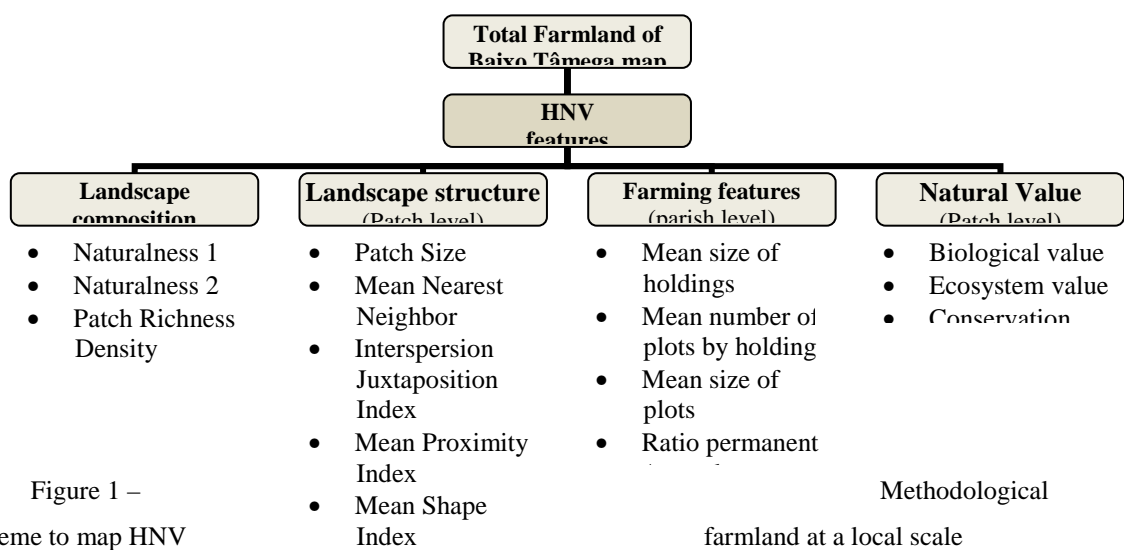 Total Farmland of
Baixo Tâmega map
HNV
features
Landscape
composition
Naturalness 1
Naturalness 2
Patch Richness
Density
Landscape structure
(Patch level)
Patch Size
Mean Nearest
Neighbor
Interspersion
Juxtaposition
Index
Mean Proximity
Index
Mean Shape
Index
Farming features
(parish level)
Mean size of
holdings
Mean number of
plots by holding
Mean size of
plots
Ratio permanent
Natural Value
(Patch level)
Biological value
Ecosystem value
Conservation
Figure 1 – Methodological
eme to map HNV farmland at a local scale